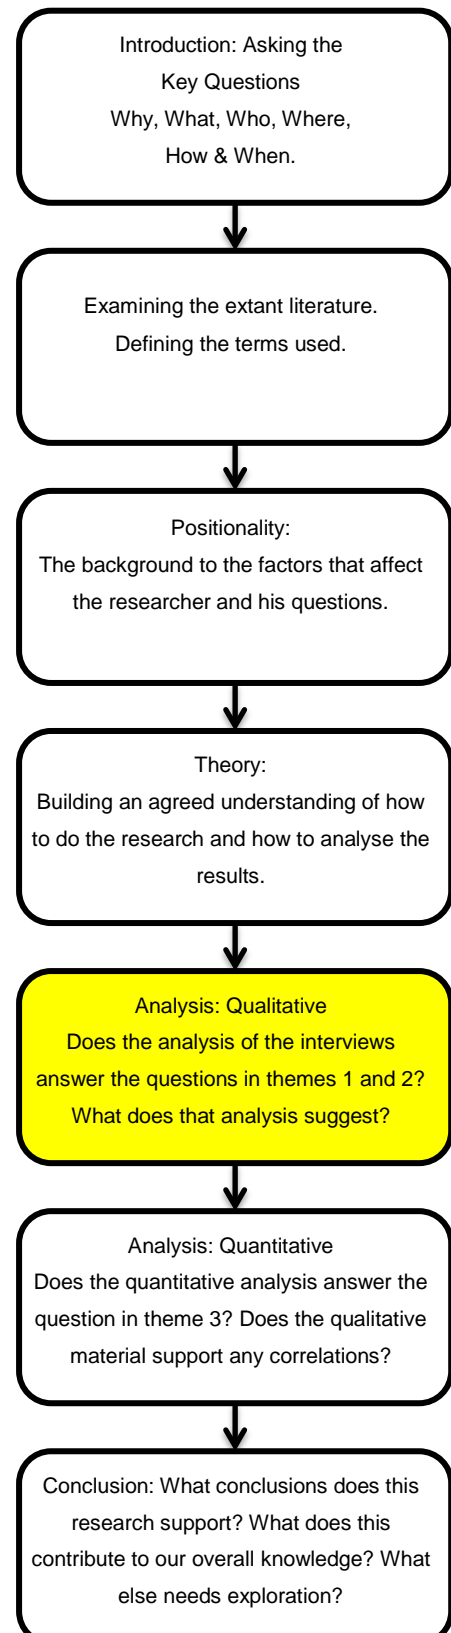 Introduction: Asking the
Key Questions
Why, What, Who, Where,
How & When.
Examining the extant literature.
Defining the terms used.
Positionality:
The background to the factors that affect
the researcher and his questions.
Theory:
Building an agreed understanding of how
to do the research and how to analyse the
results.
Analysis: Qualitative
Does the analysis of the interviews
answer the questions in themes 1 and 2?
What does that analysis suggest?
Analysis: Quantitative
Does the quantitative analysis answer the
question in theme 3? Does the qualitative
material support any correlations?
Conclusion: What conclusions does this
research support? What does this
contribute to our overall knowledge? What
else needs exploration?